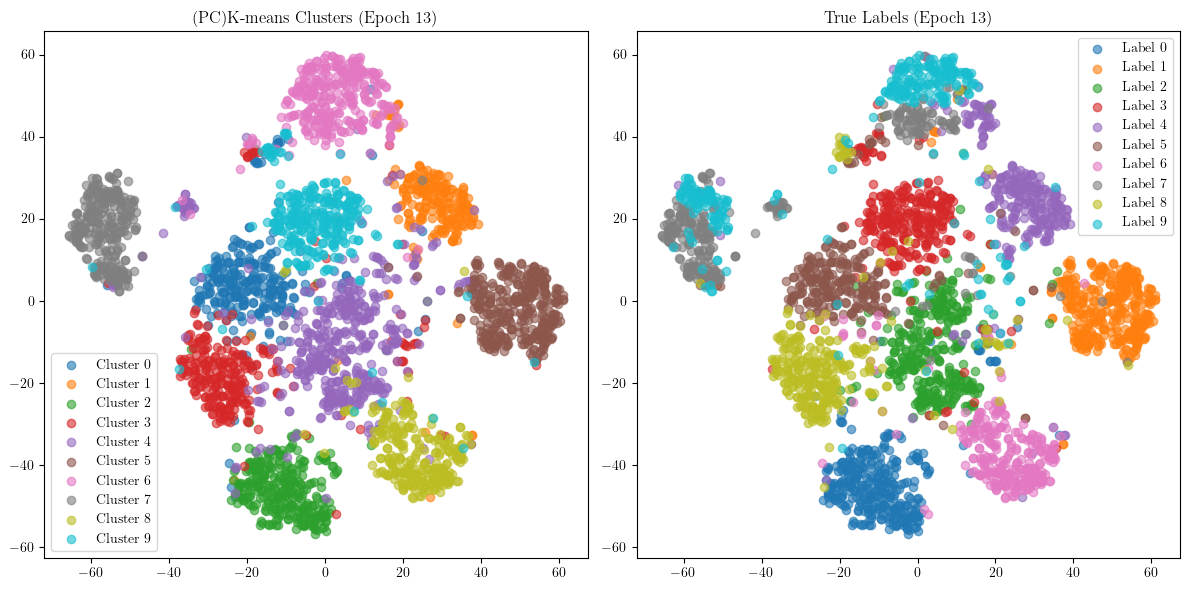 (PC)K-means Clusters (Epoch 13)
60
40
20
0
−20
−40
−60
−60
−40
−20
0
20
40
60
Cluster 0
Cluster 1
Cluster 2
Cluster 3
Cluster 4
Cluster 5
Cluster 6
Cluster 7
Cluster 8
Cluster 9
True Labels (Epoch 13)
60
40
20
0
−20
−40
−60
−60
−40
−20
0
20
40
60
Label 0
Label 1
Label 2
Label 3
Label 4
Label 5
Label 6
Label 7
Label 8
Label 9